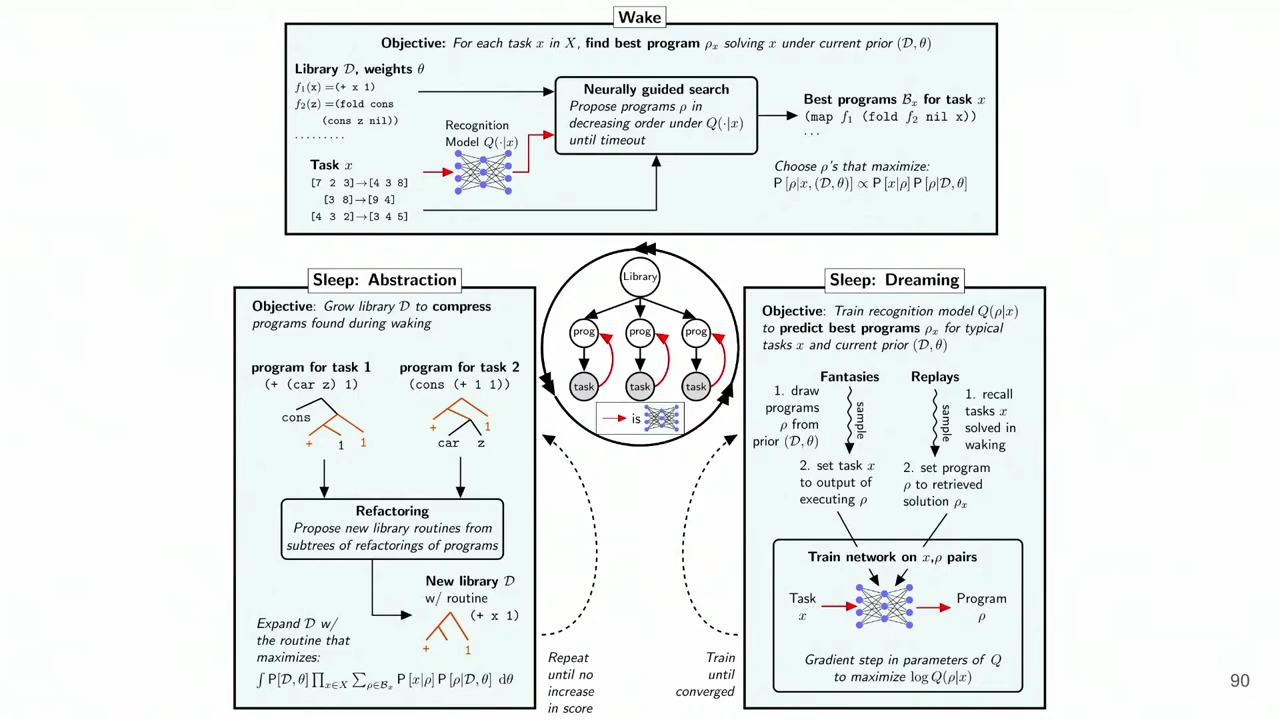 Wake
Objective: For each task x in X, find best program ρₓ solving x under current prior (𝒟, θ)
Library 𝒟, weights θ
f₁(x) =(+ x 1)
f₂(z) =(fold cons
(cons z nil))
.........
Recognition
Model Q(·|x)
Task x
[7 2 3]→[4 3 8]
[3 8]→[9 4]
[4 3 2]→[3 4 5]
Neurally guided search
Propose programs ρ in
decreasing order under Q(·|x)
until timeout
Best programs ℬₓ for task x
(map f₁ (fold f₂ nil x))
...
Choose ρ's that maximize:
P [ρ|x, (𝒟, θ)] ∝ P [x|ρ] P [ρ|𝒟, θ]
Sleep: Abstraction
Objective: Grow library 𝒟 to compress
programs found during waking
program for task 1
(+ (car z) 1)
cons
+ 1 1
program for task 2
(cons (+ 1 1))
+ 1
car z
Refactoring
Propose new library routines from
subtrees of refactorings of programs
New library 𝒟
w/ routine
(+ x 1)
+ 1
Expand 𝒟 w/
the routine that
maximizes:
∫ P[𝒟, θ] ∏ₓ∈X ∑ρ∈ℬₓ P [x|ρ] P [ρ|𝒟, θ] dθ
Library
prog prog prog
task task task
is
Repeat
until no
increase
in score
Train
until
converged
Sleep: Dreaming
Objective: Train recognition model Q(ρ|x)
to predict best programs ρₓ for typical
tasks x and current prior (𝒟, θ)
Fantasies
1. draw
programs
ρ from
prior (𝒟, θ)
sample
2. set task x
to output of
executing ρ
Replays
sample
1. recall
tasks x
solved in
waking
2. set program
ρ to retrieved
solution ρₓ
Train network on x,ρ pairs
Task
x
Program
ρ
Gradient step in parameters of Q
to maximize log Q(ρ|x)
90